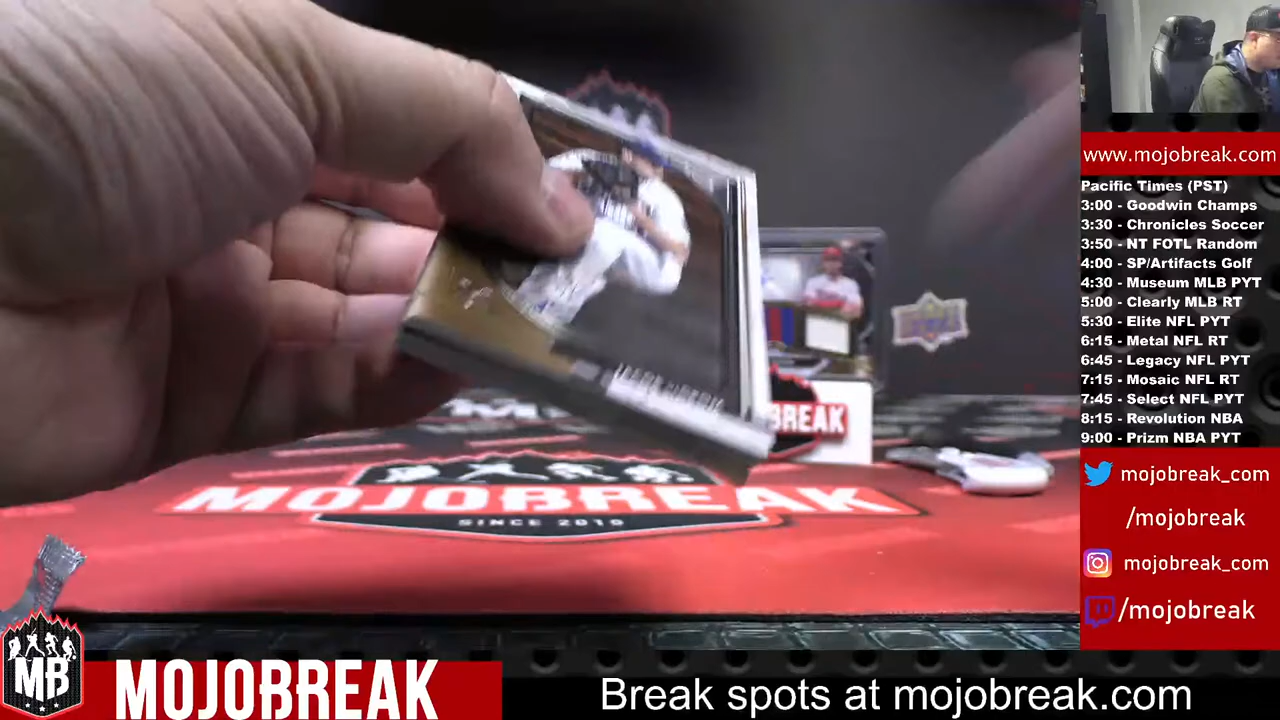 www.mojobreak.com
Pacific Times (PST)
3:00 - Goodwin Champs
3:30 - Chronicles Soccer
3:50 - NT FOTL Random
4:00 - SP/Artifacts Golf
4:30 - Museum MLB PYT
5:00 - Clearly MLB RT
5:30 - Elite NFL PYT
6:15 - Metal NFL RT
6:45 - Legacy NFL PYT
7:15 - Mosaic NFL RT
7:45 - Select NFL PYT
8:15 - Revolution NBA
9:00 - Prizm NBA PYT
mojobreak
/mojobreak
mojobreak_com
/mojobreak
BREAK
MOJOBREAK
SINCE 2010
MB
MOJOBREAK
Break spots at mojobreak.com